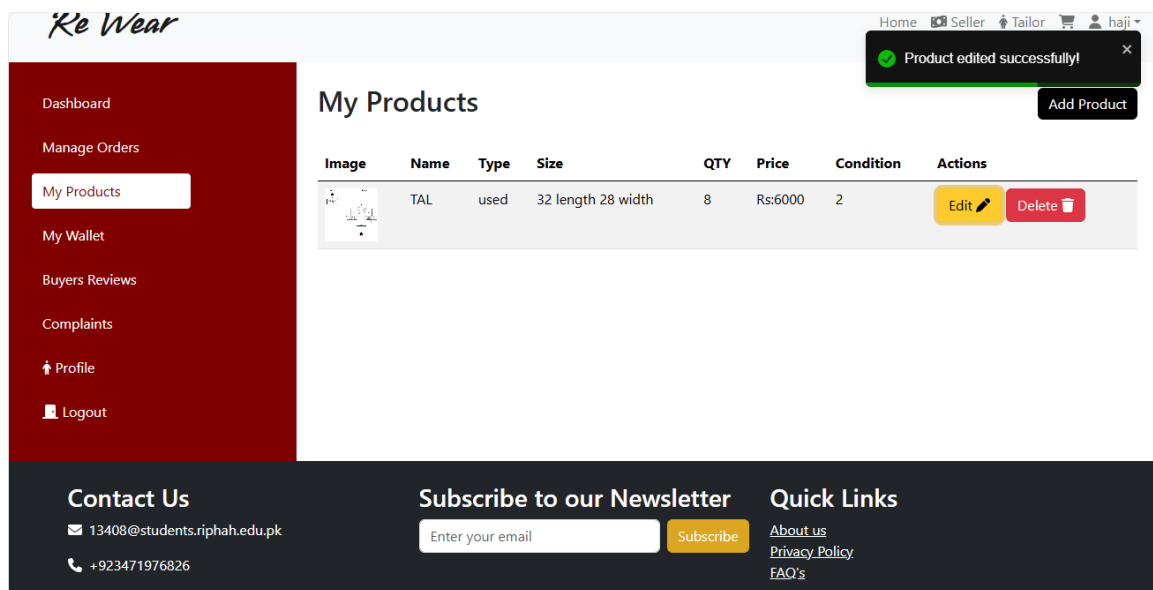 Re Wear
Home Seller Tailor haji
Product edited successfully!
Dashboard
Manage Orders
My Products
My Wallet
Buyers Reviews
Complaints
Profile
Logout
My Products
Add Product
Image Name Type Size QTY Price Condition Actions
TAL used 32 length 28 width 8 Rs:6000 2 Edit Delete
Contact Us
13408@students.riphah.edu.pk
+923471976826
Subscribe to our Newsletter
Enter your email Subscribe
Quick Links
About us
Privacy Policy
FAQ's